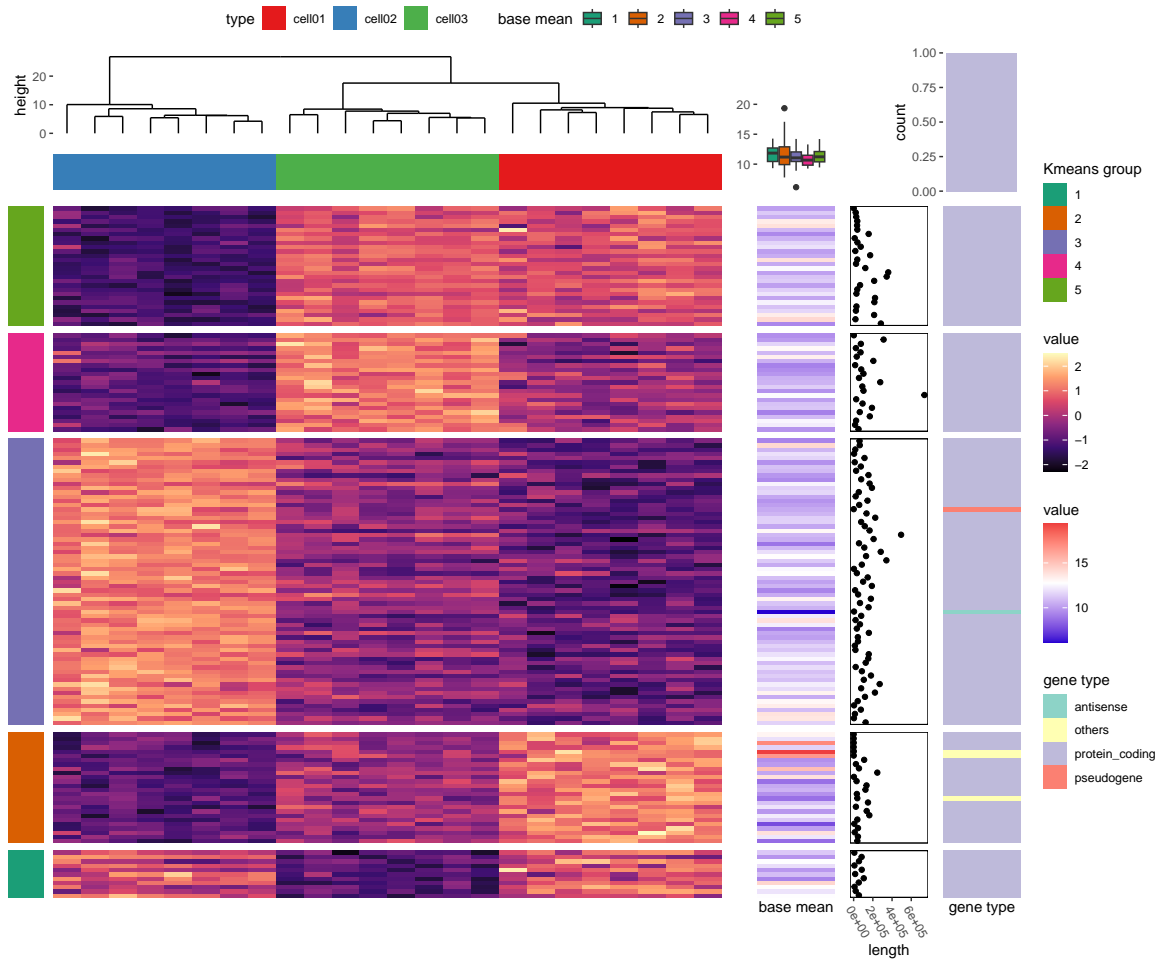 type cell01 cell02 cell03 base mean 1 2 3 4 5
height
20
10
0
20
15
10
count
1.00
0.75
0.50
0.25
0.00
Kmeans group
1
2
3
4
5
value
2
1
0
−1
−2
value
15
10
gene type
antisense
others
protein_coding
pseudogene
base mean
0e+00
2e+05
4e+05
6e+05
length
gene type